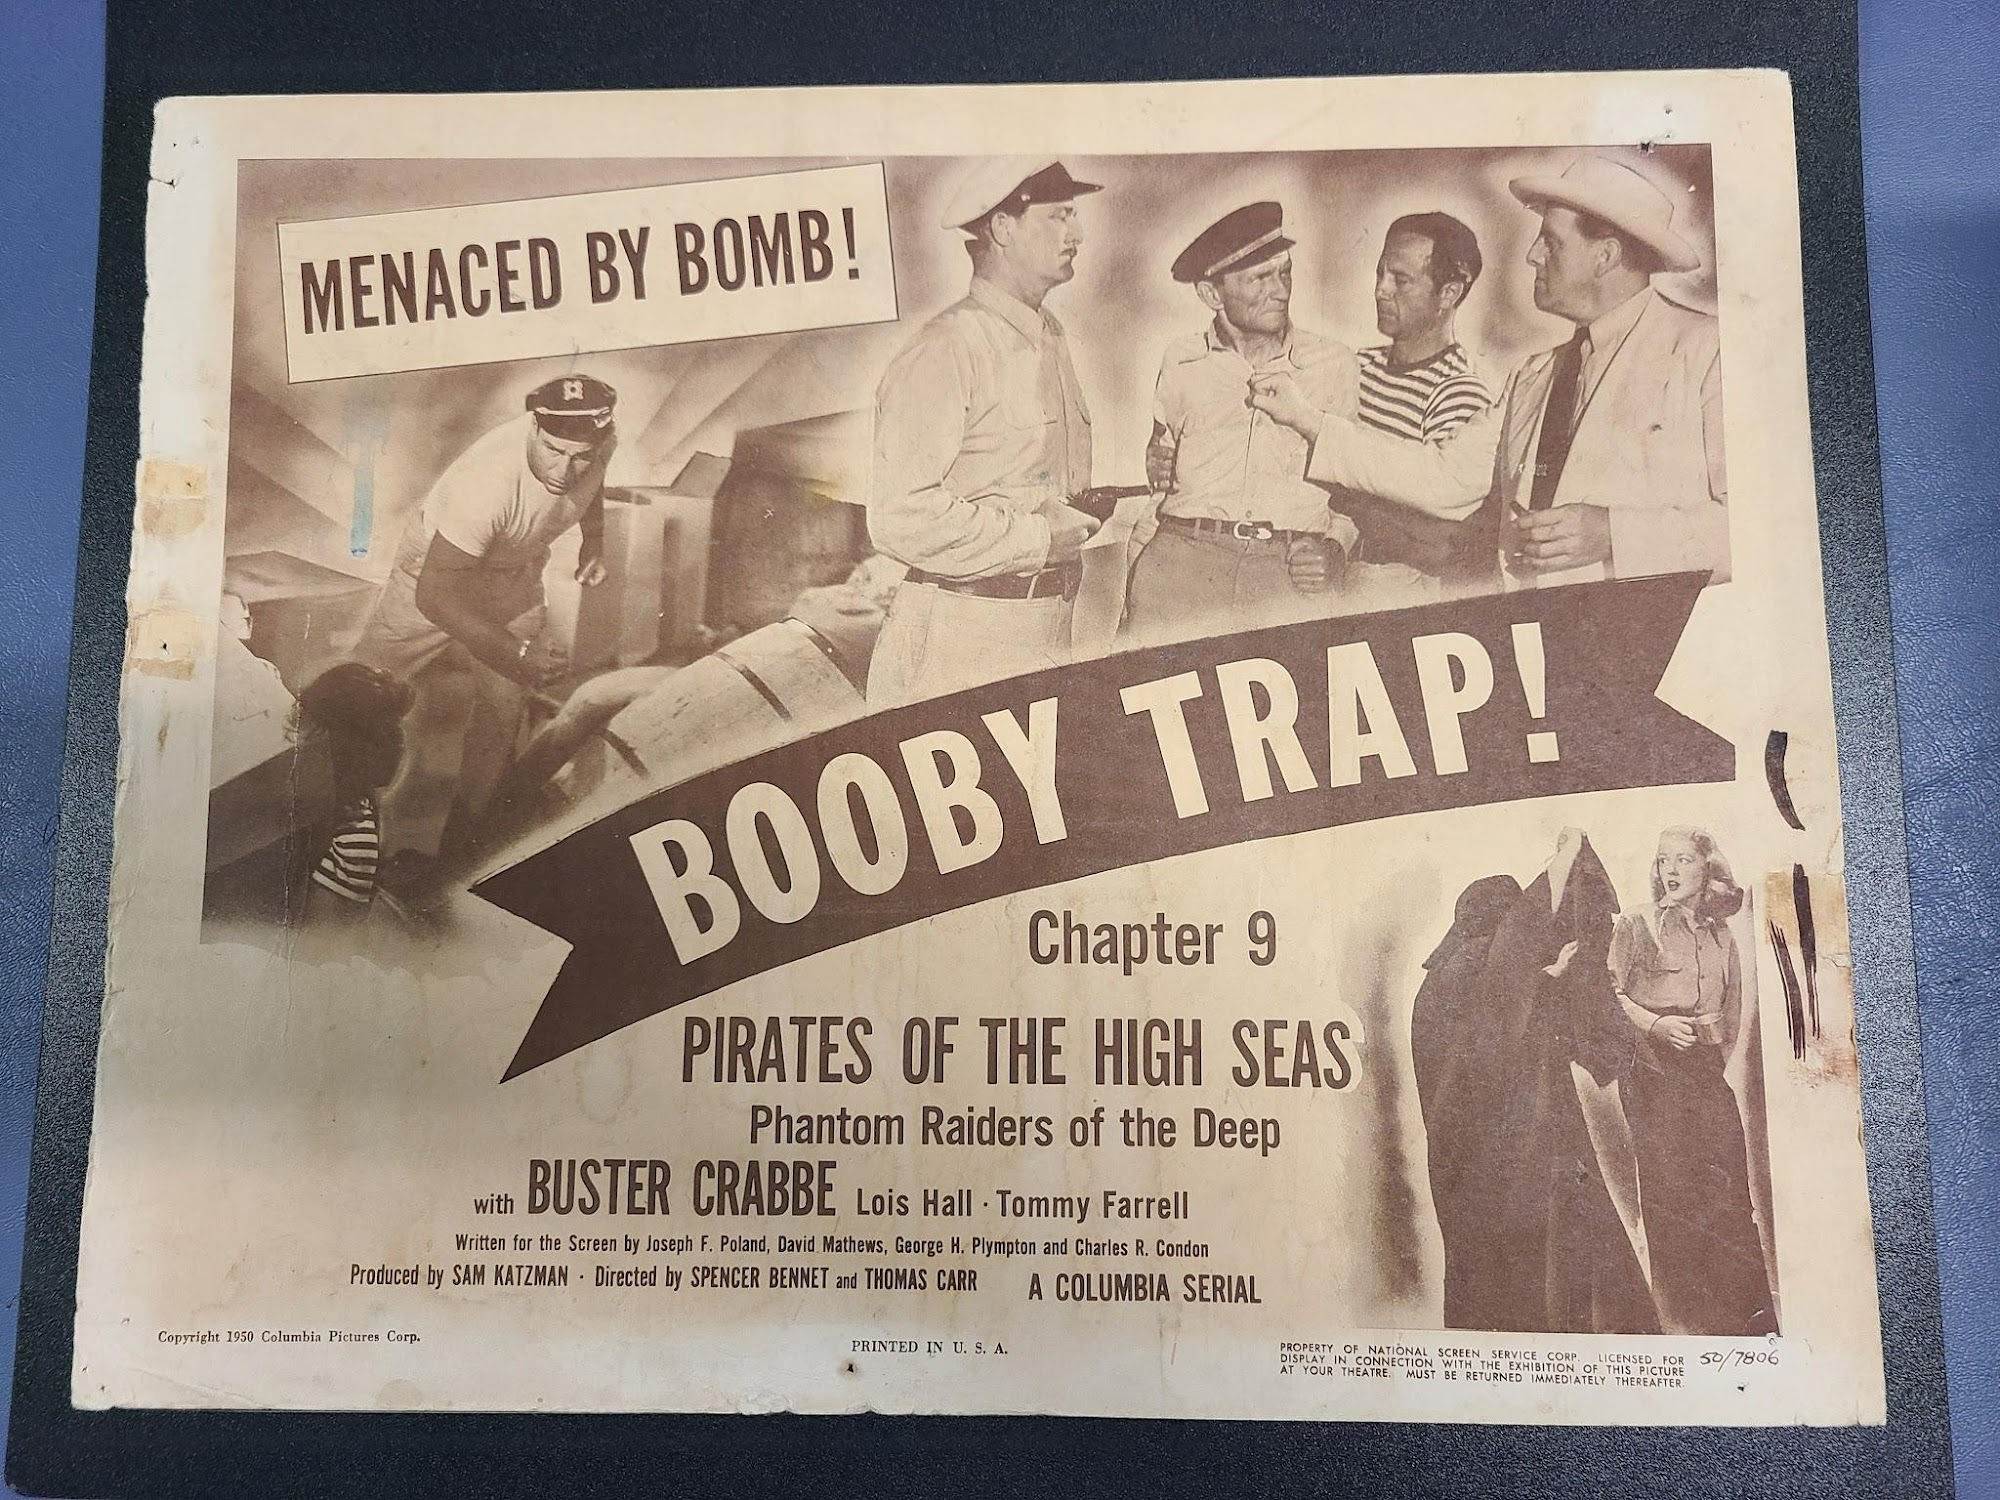 MENACED BY BOMB!
BOOBY TRAP!
Chapter 9
PIRATES OF THE HIGH SEAS
Phantom Raiders of the Deep
with BUSTER CRABBE Lois Hall · Tommy Farrell
Written for the Screen by Joseph F. Poland, David Mathews, George H. Plympton and Charles R. Condon
Produced by SAM KATZMAN · Directed by SPENCER BENNET and THOMAS CARR A COLUMBIA SERIAL
Copyright 1950 Columbia Pictures Corp.
PRINTED IN U. S. A.
PROPERTY OF NATIONAL SCREEN SERVICE CORP. LICENSED FOR
DISPLAY IN CONNECTION WITH THE EXHIBITION OF THIS PICTURE
AT YOUR THEATRE. MUST BE RETURNED IMMEDIATELY THEREAFTER.
50/7806